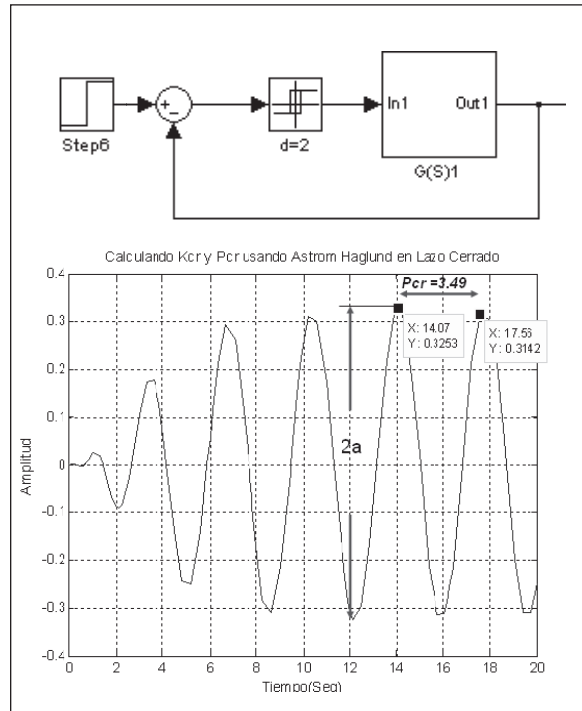 Step6
+
−
d=2
In1
Out1
G(S)1
Calculando Kcr y Pcr usando Astrom Haglund en Lazo Cerrado
Pcr =3.49
X: 14.07
Y: 0.3253
X: 17.56
Y: 0.3142
2a
Amplitud
0.4
0.3
0.2
0.1
0
-0.1
-0.2
-0.3
-0.4
0 2 4 6 8 10 12 14 16 18 20
Tiempo(Seg)